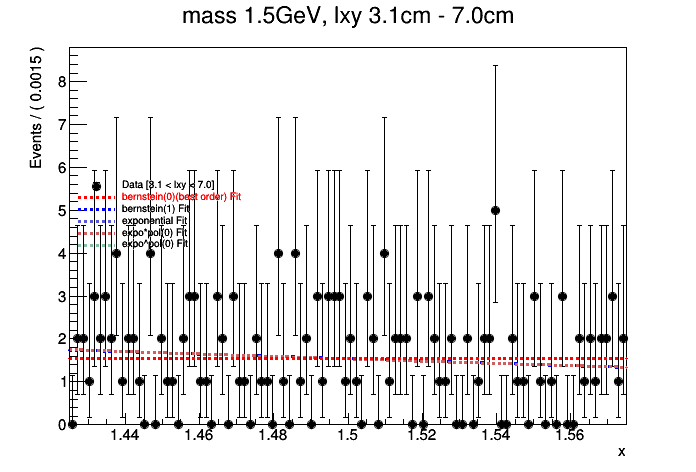 mass 1.5GeV, lxy 3.1cm - 7.0cm
Events / ( 0.0015 )
8
7
6
5
4
3
2
1
0
Data [3.1 < lxy < 7.0]
bernstein(0)(best order) Fit
bernstein(1) Fit
exponential Fit
expo*pol(0) Fit
expo^pol(0) Fit
1.44 1.46 1.48 1.5 1.52 1.54 1.56
x